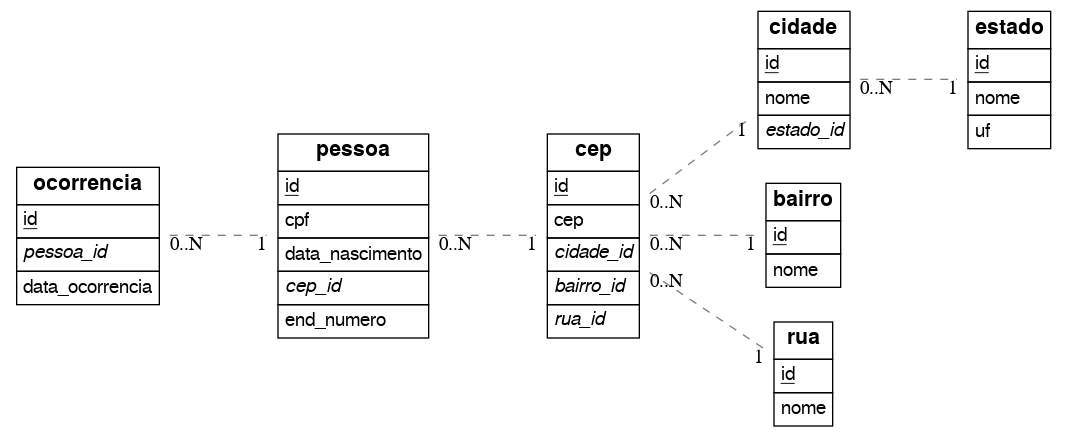 ocorrencia
id
pessoa_id
data_ocorrencia
0..N
1
pessoa
id
cpf
data_nascimento
cep_id
end_numero
0..N
1
cep
id
cep
cidade_id
bairro_id
rua_id
0..N
1
0..N
1
0..N
1
cidade
id
nome
estado_id
0..N
1
estado
id
nome
uf
bairro
id
nome
rua
id
nome